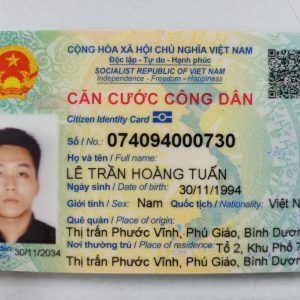 CỘNG HÒA XÃ HỘI CHỦ NGHĨA VIỆT NAM
Độc lập - Tự do - Hạnh phúc
SOCIALIST REPUBLIC OF VIET NAM
Independence - Freedom - Happiness
CĂN CƯỚC CÔNG DÂN
Citizen Identity Card
Số / No.: 074094000730
Họ và tên / Full name:
LÊ TRẦN HOÀNG TUẤN
Ngày sinh / Date of birth: 30/11/1994
Giới tính / Sex: Nam Quốc tịch / Nationality: Việt N
Quê quán / Place of origin:
Thị trấn Phước Vĩnh, Phú Giáo, Bình Dươ
Nơi thường trú / Place of residence: Tổ 2, Khu Phố 7
30/11/2034 Thị trấn Phước Vĩnh, Phú Giáo, Bình Dươn